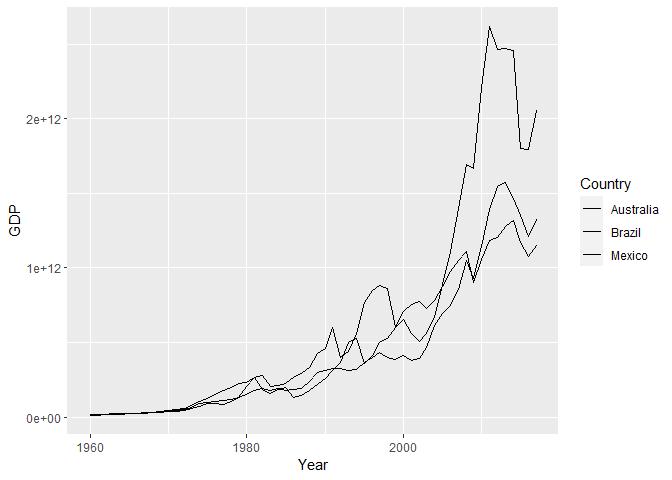 2e+12
1e+12
0e+00
GDP
1960
1980
2000
Year
Country
Australia
Brazil
Mexico